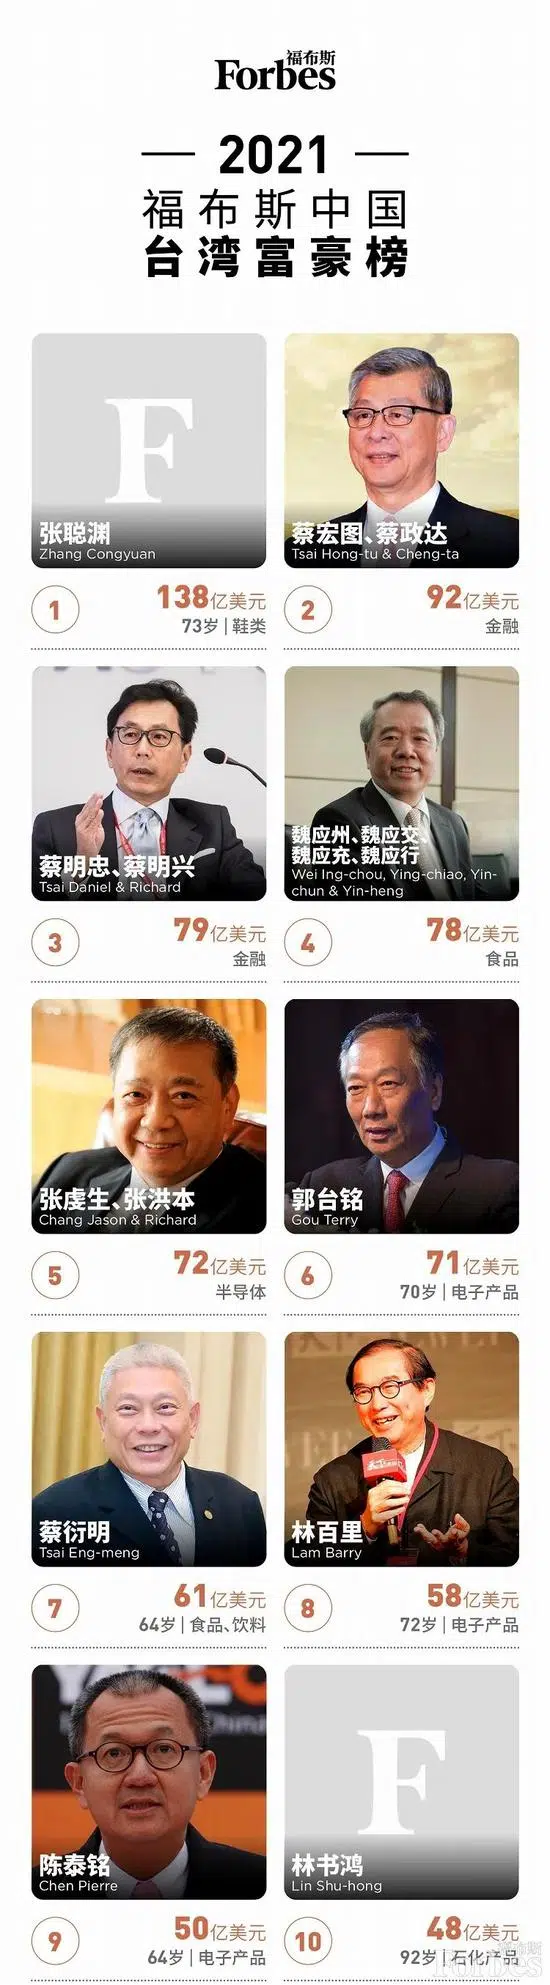 福布斯
Forbes
2021
福布斯中国
台湾富豪榜
F
张聪渊
Zhang Congyuan
1
138亿美元
73岁 | 鞋类
蔡宏图、蔡政达
Tsai Hong-tu & Cheng-ta
2
92亿美元
金融
蔡明忠、蔡明兴
Tsai Daniel & Richard
3
79亿美元
金融
魏应州、魏应交、
魏应充、魏应行
Wei Ing-chou, Ying-chiao, Yin-
chun & Yin-heng
4
78亿美元
食品
张虔生、张洪本
Chang Jason & Richard
5
72亿美元
半导体
郭台铭
Gou Terry
6
71亿美元
70岁 | 电子产品
蔡衍明
Tsai Eng-meng
7
61亿美元
64岁 | 食品、饮料
林百里
Lam Barry
8
58亿美元
72岁 | 电子产品
陈泰铭
Chen Pierre
9
50亿美元
64岁 | 电子产品
F
林书鸿
Lin Shu-hong
10
48亿美元
92岁 | 石化产品
福布斯
Forbes